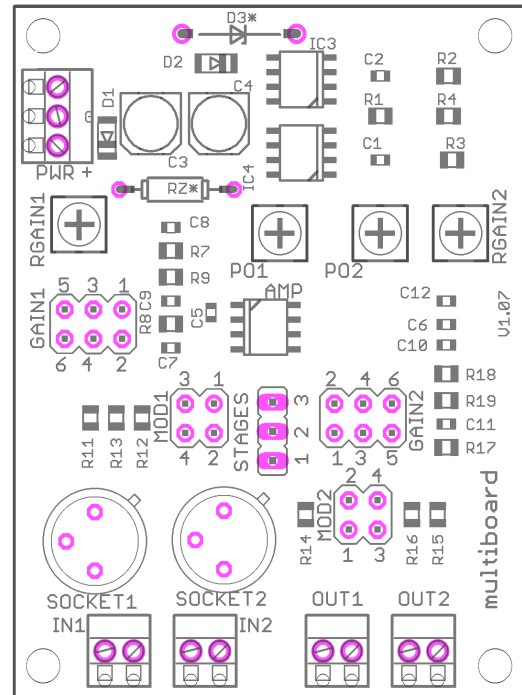 D3*
D2
IC3
C2
R2
D1
G
C4
R1
R4
PWR +
C3
C1
R3
RZ*
IC4
RGAIN1
C8
RGAIN2
R7
PO1
PO2
R9
AMP
5 3 1
GAIN1
C9
R8
C5
C12
C6
C10
V1.07
6 4 2
C7
3 1
2 4 6
R18
MOD1
STAGES
3
2
1
GAIN2
R19
C11
R11
R13
R12
4 2
1 3 5
R17
2 4
MOD2
R14
R16
R15
1 3
multiboard
SOCKET1
SOCKET2
OUT1
OUT2
IN1
IN2